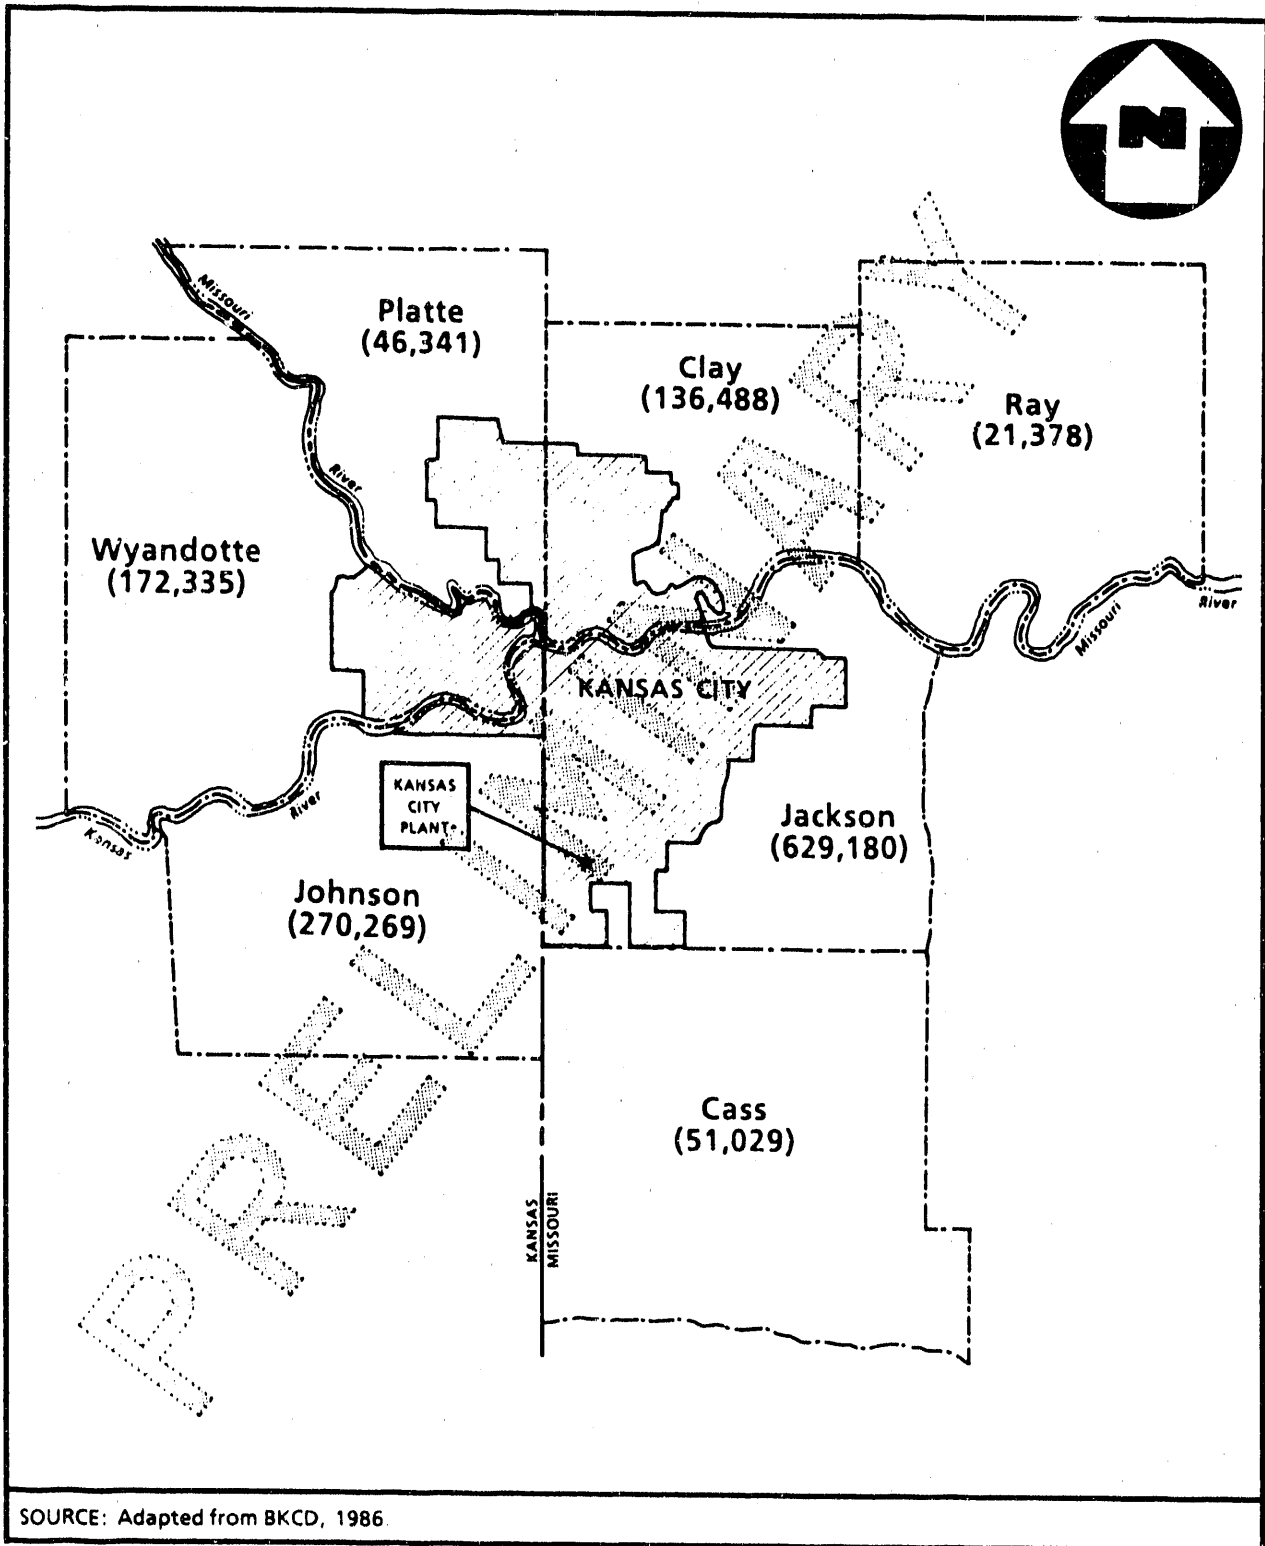 N
Missouri
River
Platte
(46,341)
Clay
(136,488)
Ray
(21,378)
Wyandotte
(172,335)
River
Missouri
KANSAS CITY
KANSAS
CITY
PLANT
Jackson
(629,180)
Kansas
River
Johnson
(270,269)
Cass
(51,029)
KANSAS
MISSOURI
PRELIMINARY
SOURCE: Adapted from BKCD, 1986.